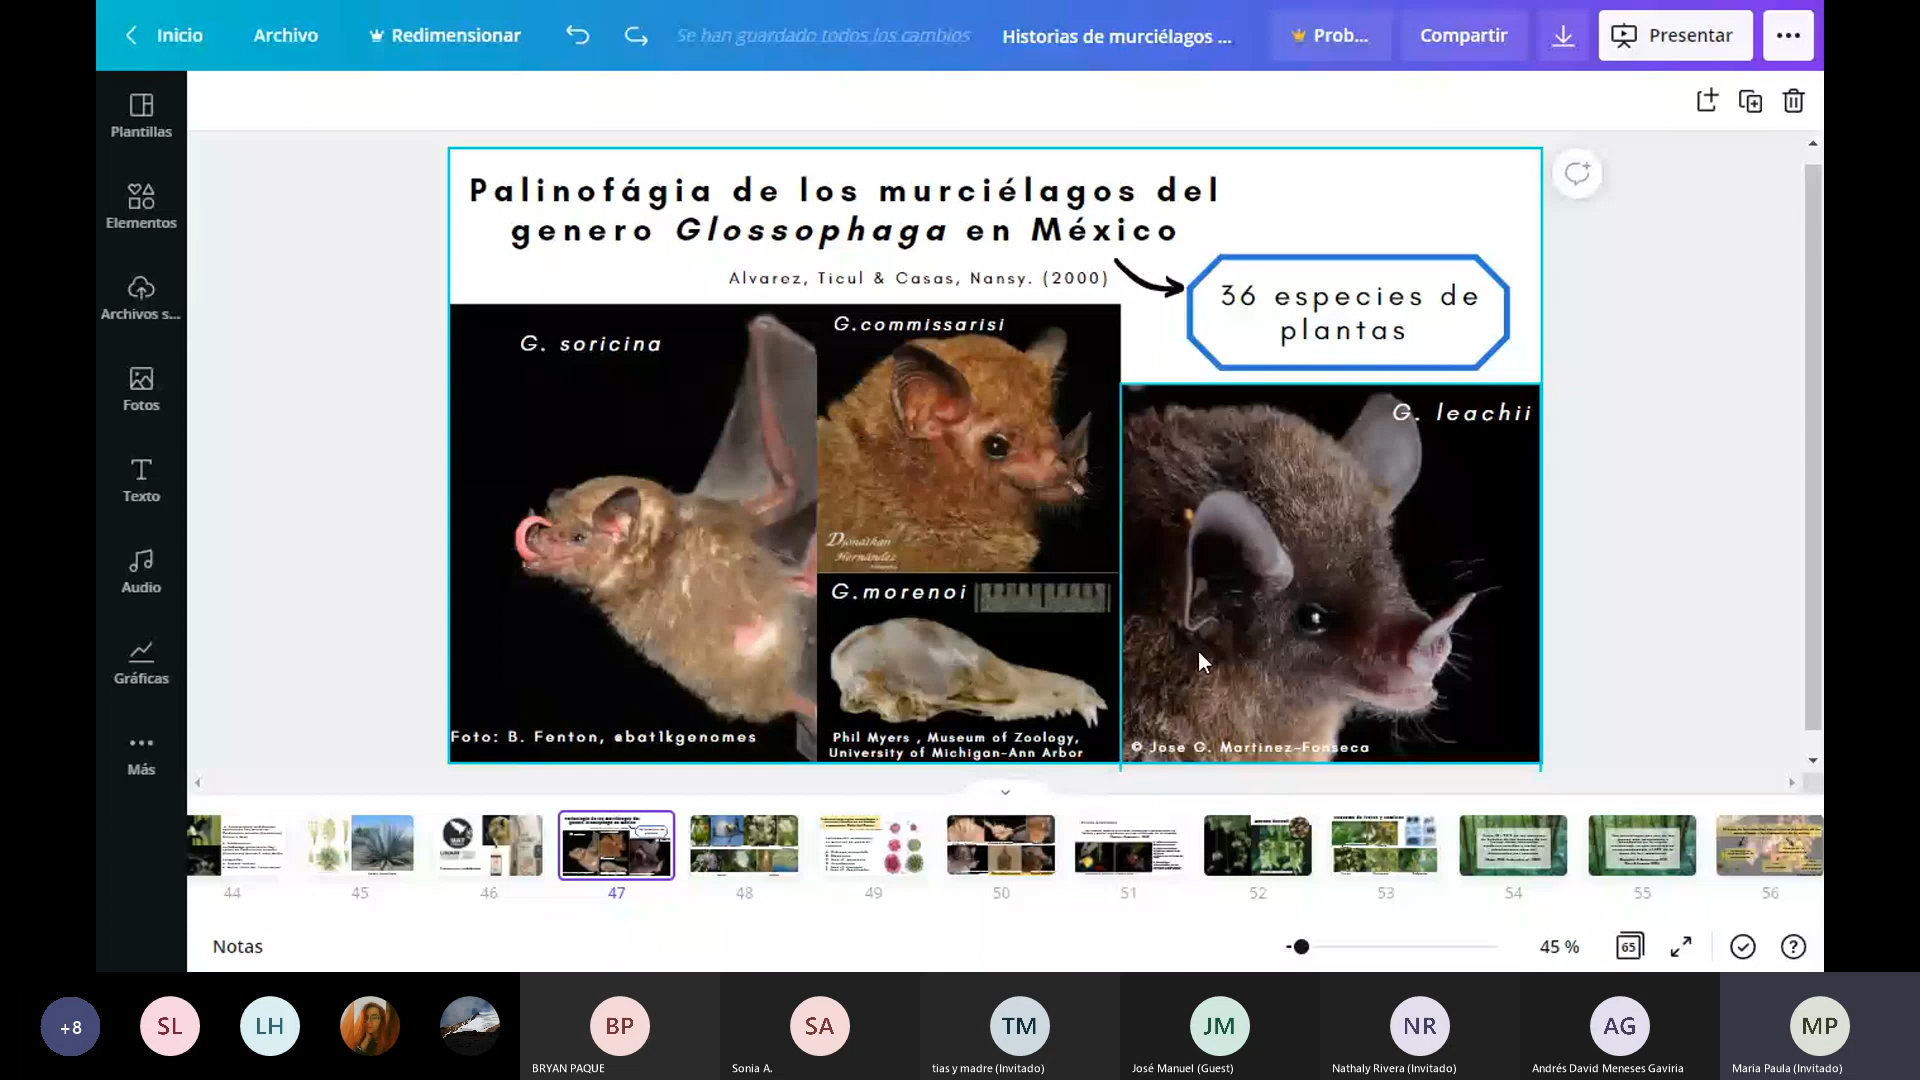 Inicio
Archivo
Redimensionar
Se han guardado todos los cambios
Historias de murciélagos ...
Prob...
Compartir
Presentar
Plantillas
Elementos
Archivos s...
Fotos
Texto
Audio
Gráficas
Más
Palinofágia de los murciélagos del
genero Glossophaga en México
Alvarez, Ticul & Casas, Nansy. (2000)
36 especies de
plantas
G. soricina
G.commissarisi
G. leachii
Djonathan
Hernandez
G.morenoi
Foto: B. Fenton, @bat1kgenomes
Phil Myers , Museum of Zoology,
University of Michigan-Ann Arbor
© Jose G. Martinez-Fonseca
44
45
46
47
48
49
50
51
52
53
54
55
56
Notas
45 %
65
+8
SL
LH
BP
SA
TM
JM
NR
AG
MP
BRYAN PAQUE
Sonia A.
tias y madre (Invitado)
José Manuel (Guest)
Nathaly Rivera (Invitado)
Andrés David Meneses Gaviria
Maria Paula (Invitado)